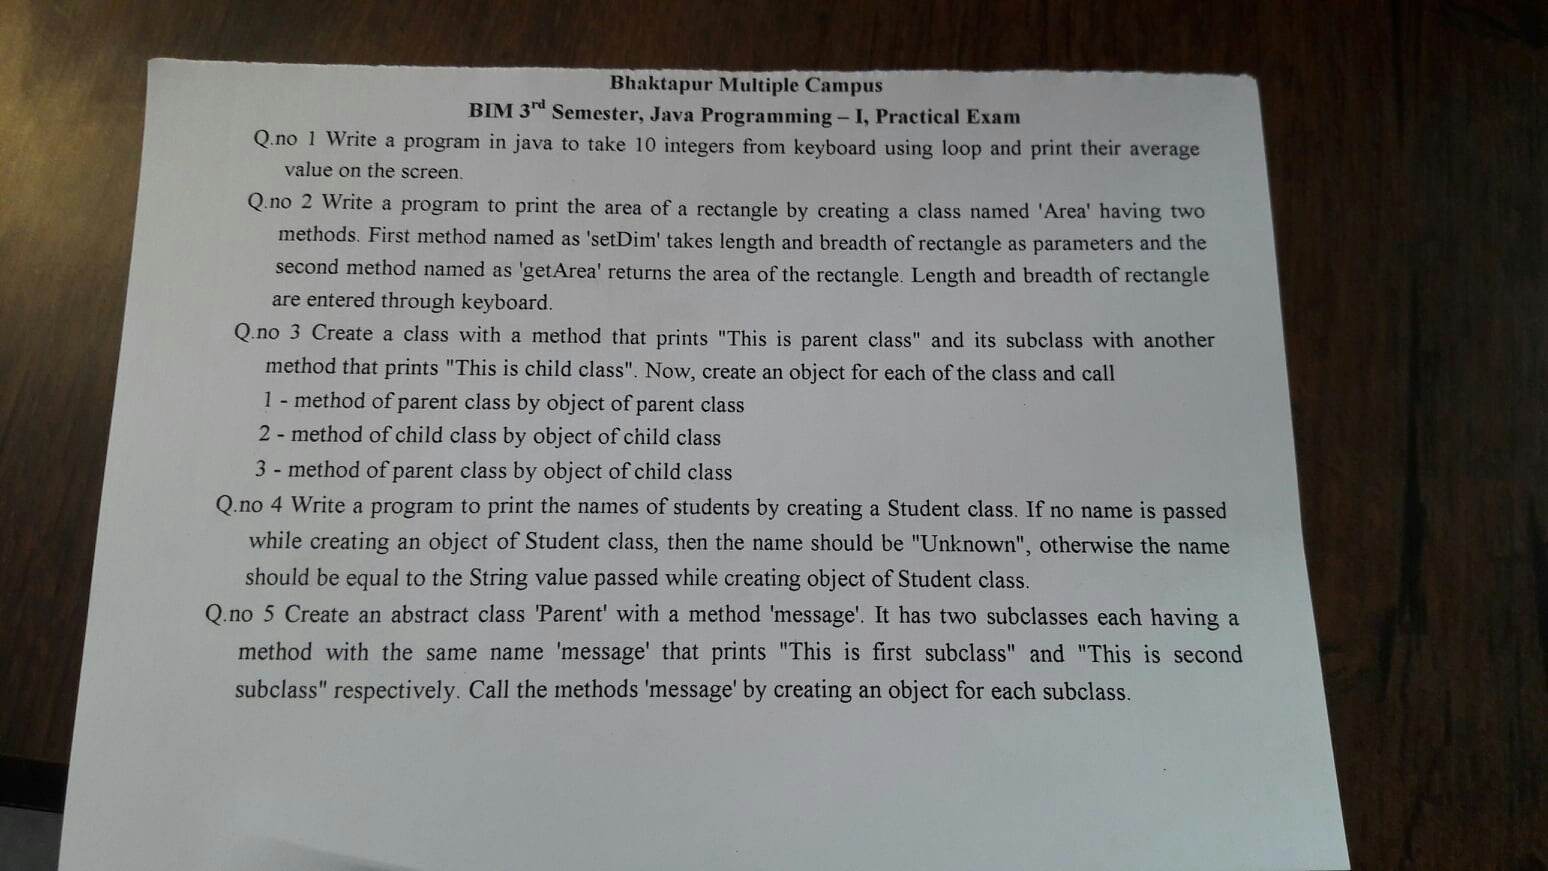 Bhaktapur Multiple Campus
BIM 3rd Semester, Java Programming – I, Practical Exam
Q.no 1 Write a program in java to take 10 integers from keyboard using loop and print their average
value on the screen.
Q.no 2 Write a program to print the area of a rectangle by creating a class named 'Area' having two
methods. First method named as 'setDim' takes length and breadth of rectangle as parameters and the
second method named as 'getArea' returns the area of the rectangle. Length and breadth of rectangle
are entered through keyboard.
Q.no 3 Create a class with a method that prints "This is parent class" and its subclass with another
method that prints "This is child class". Now, create an object for each of the class and call
1 - method of parent class by object of parent class
2 - method of child class by object of child class
3 - method of parent class by object of child class
Q.no 4 Write a program to print the names of students by creating a Student class. If no name is passed
while creating an object of Student class, then the name should be "Unknown", otherwise the name
should be equal to the String value passed while creating object of Student class.
Q.no 5 Create an abstract class 'Parent' with a method 'message'. It has two subclasses each having a
method with the same name 'message' that prints "This is first subclass" and "This is second
subclass" respectively. Call the methods 'message' by creating an object for each subclass.